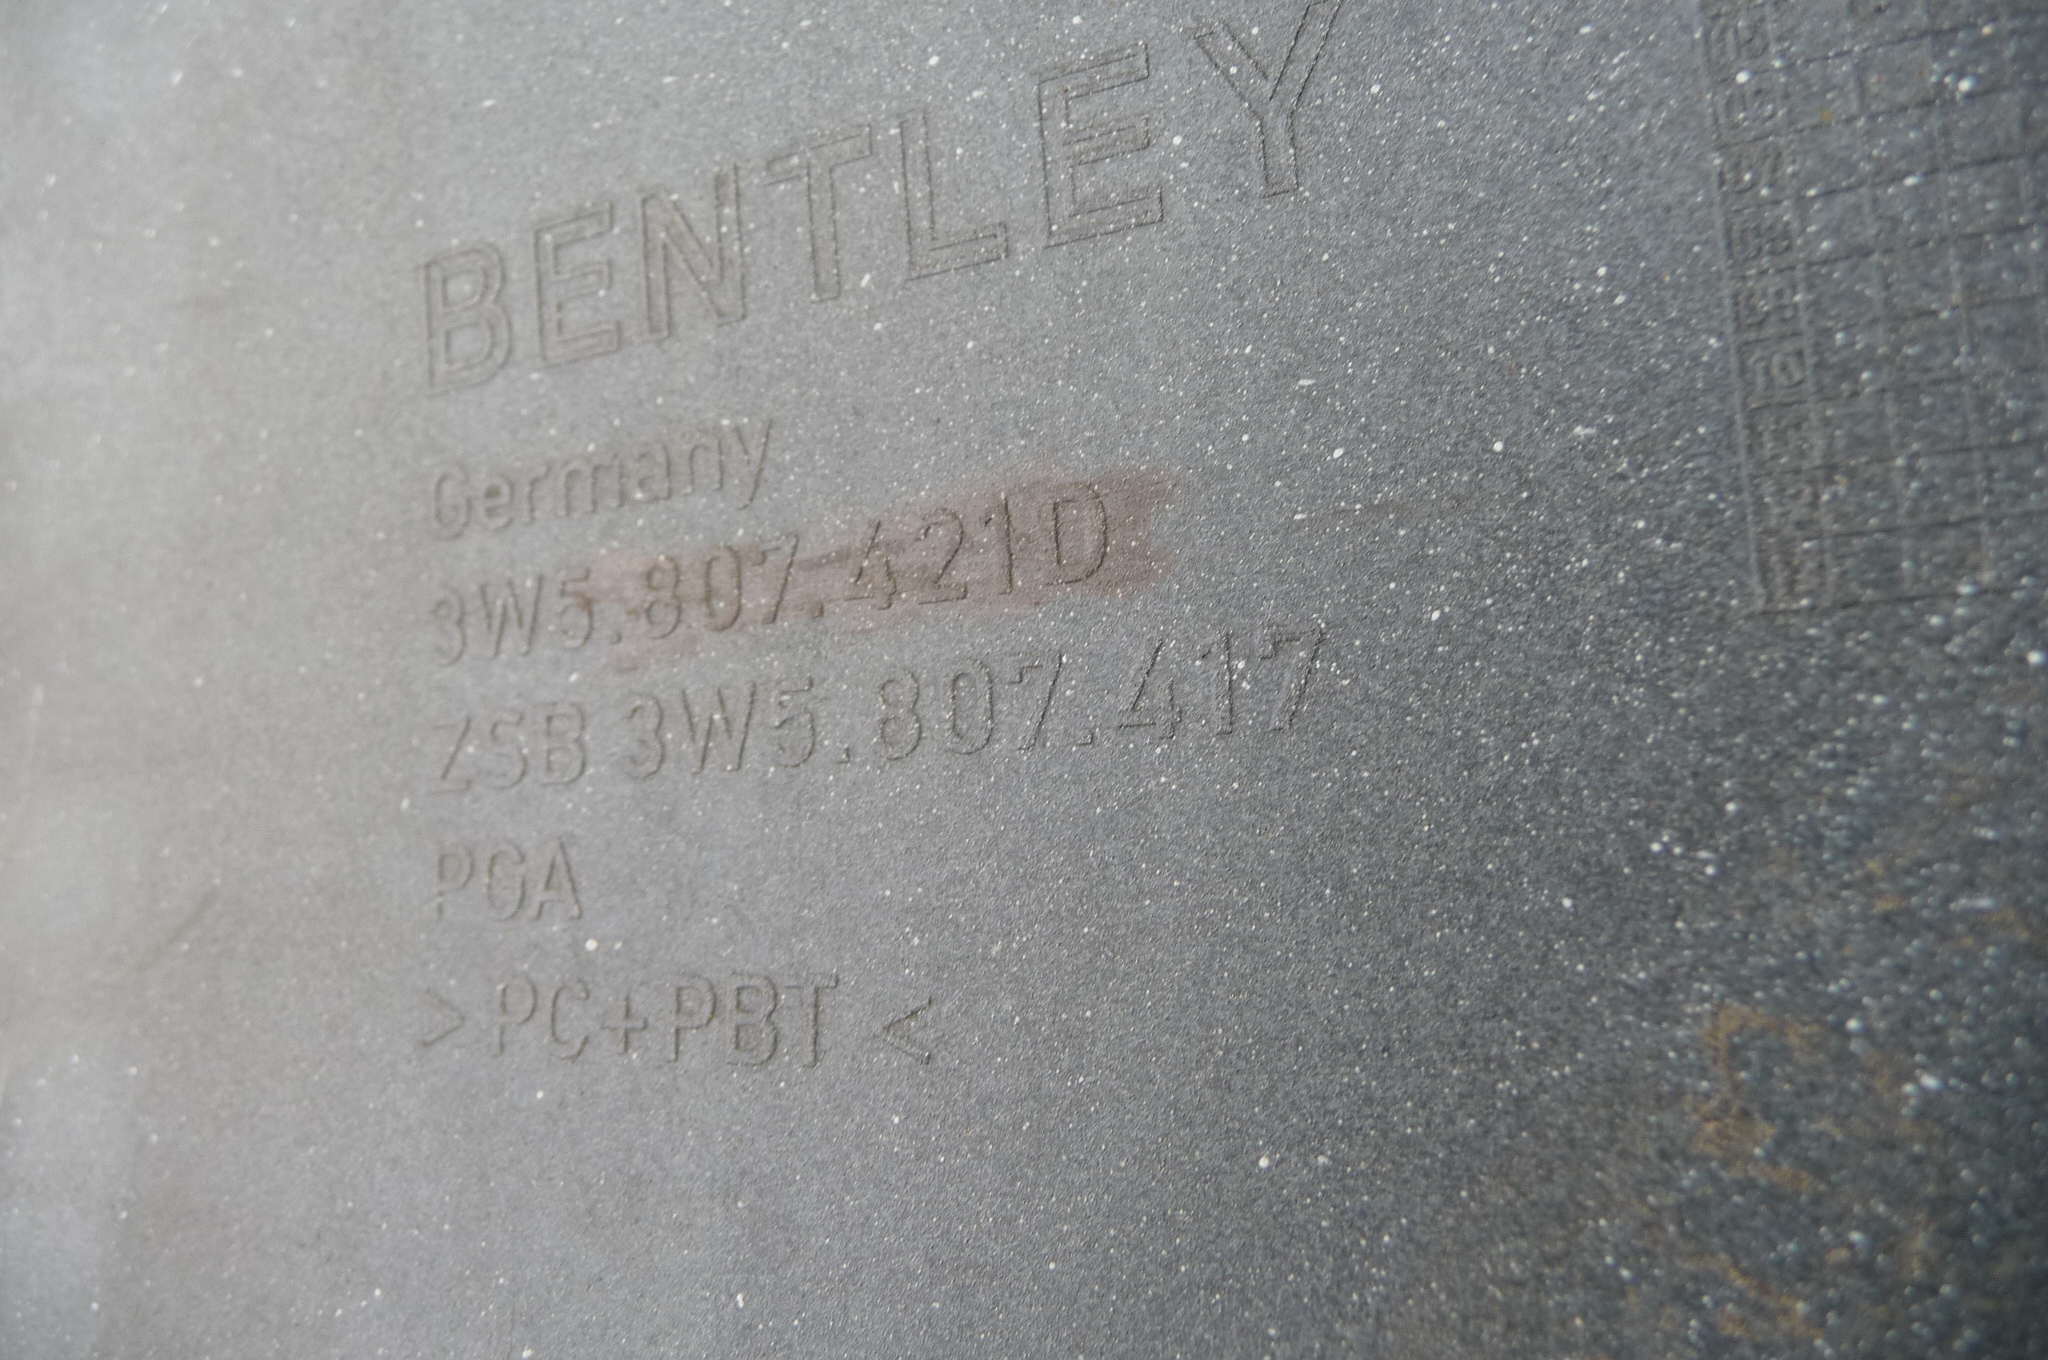 BENTLEY
Germany
3W5.807.421D
ZSB 3W5.807.417
PGA
>PC+PBT<